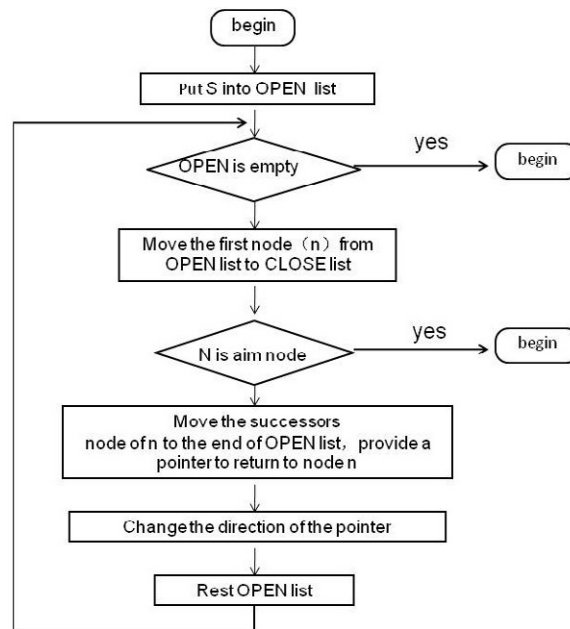 begin
Put S into OPEN list
OPEN is empty
yes
begin
Move the first node（n）from
OPEN list to CLOSE list
N is aim node
yes
begin
Move the successors
node of n to the end of OPEN list，provide a
pointer to return to node n
Change the direction of the pointer
Rest OPEN list